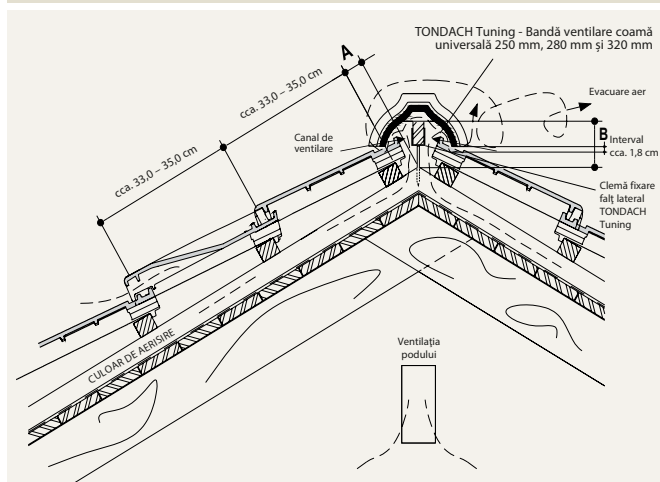 TONDACH Tuning - Bandă ventilare coamă
universală 250 mm, 280 mm și 320 mm
A
cca. 33,0 – 35,0 cm
cca. 33,0 – 35,0 cm
Evacuare aer
Canal de
ventilare
B
Interval
cca. 1,8 cm
Clemă fixare
falț lateral
TONDACH
Tuning
CULOAR DE AERISIRE
Ventilația
podului